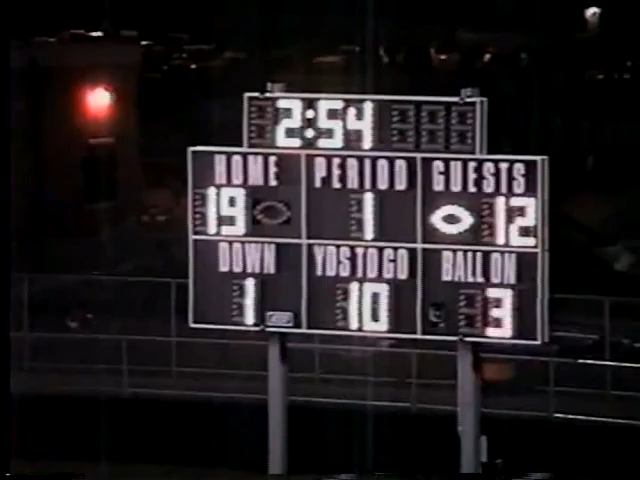 2:54
HOME PERIOD GUESTS
19 1 12
DOWN YDS TO GO BALL ON
1 10 3